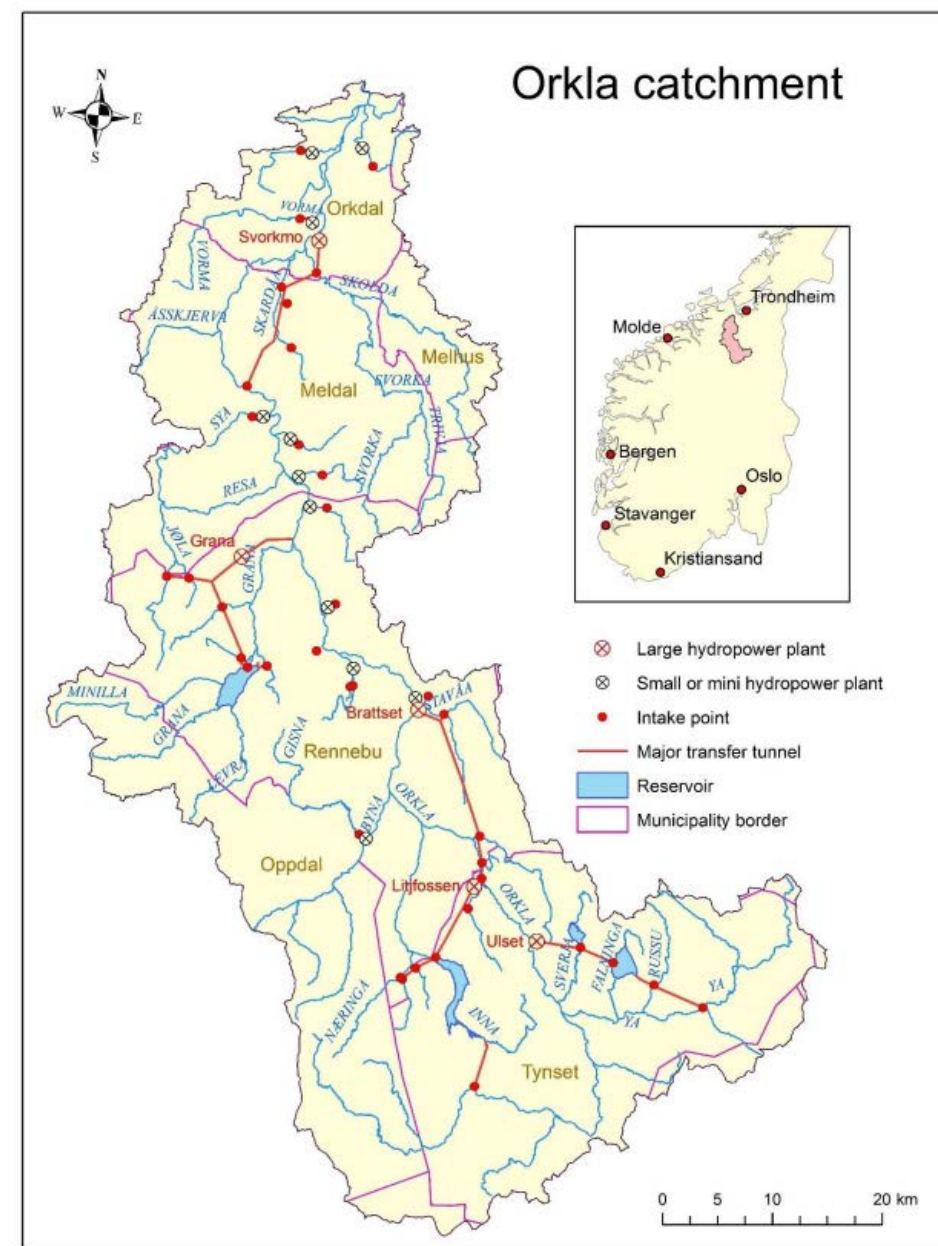 Orkla catchment
N
W
E
S
VORMA
Orkdal
Svorkmo
VORMA
SKOLDA
SKARDÅA
ÅSSKJERVA
Melhus
SVORKA
Meldal
TRIVJA
SYA
SVORKA
RESA
JØLA
Grana
GRANA
MINILLA
GRANA
LEVRA
GISNA
Rennebu
Brattset
STAVÅA
BYNA
ORKLA
Oppdal
Litjfossen
ORKLA
Ulset
SVERAA
FALNINGA
RUSSU
YA
YA
NÆRINGA
INNA
Tynset
Trondheim
Molde
Bergen
Oslo
Stavanger
Kristiansand
Large hydropower plant
Small or mini hydropower plant
Intake point
Major transfer tunnel
Reservoir
Municipality border
0 5 10 20 km